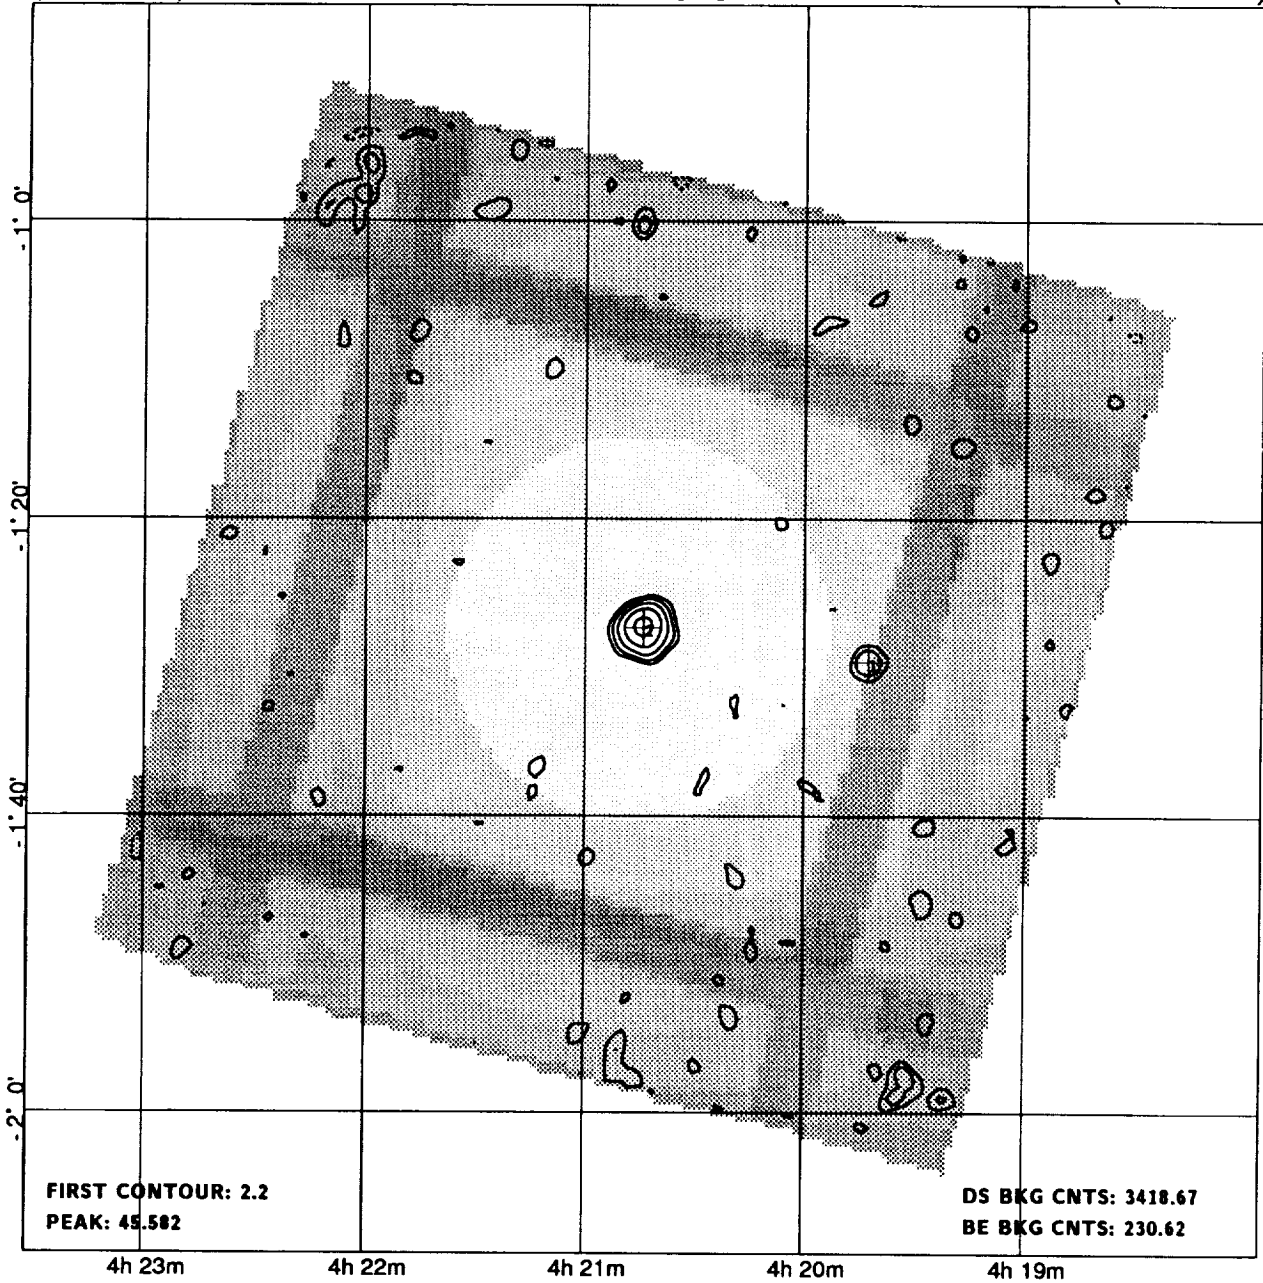 -1° 0'
-1° 20'
-1° 40'
-2° 0'
FIRST CONTOUR: 2.2
PEAK: 45.582
DS BKG CNTS: 3418.67
BE BKG CNTS: 230.62
4h 23m 4h 22m 4h 21m 4h 20m 4h 19m